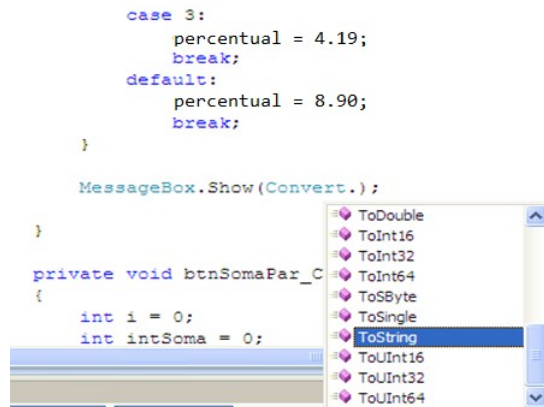 case 3:
percentual = 4.19;
break;
default:
percentual = 8.90;
break;
}
MessageBox.Show(Convert.);
}
private void btnSomaPar_C
{
int i = 0;
int intSoma = 0;
ToDouble
ToInt16
ToInt32
ToInt64
ToSByte
ToSingle
ToString
ToUInt16
ToUInt32
ToUInt64